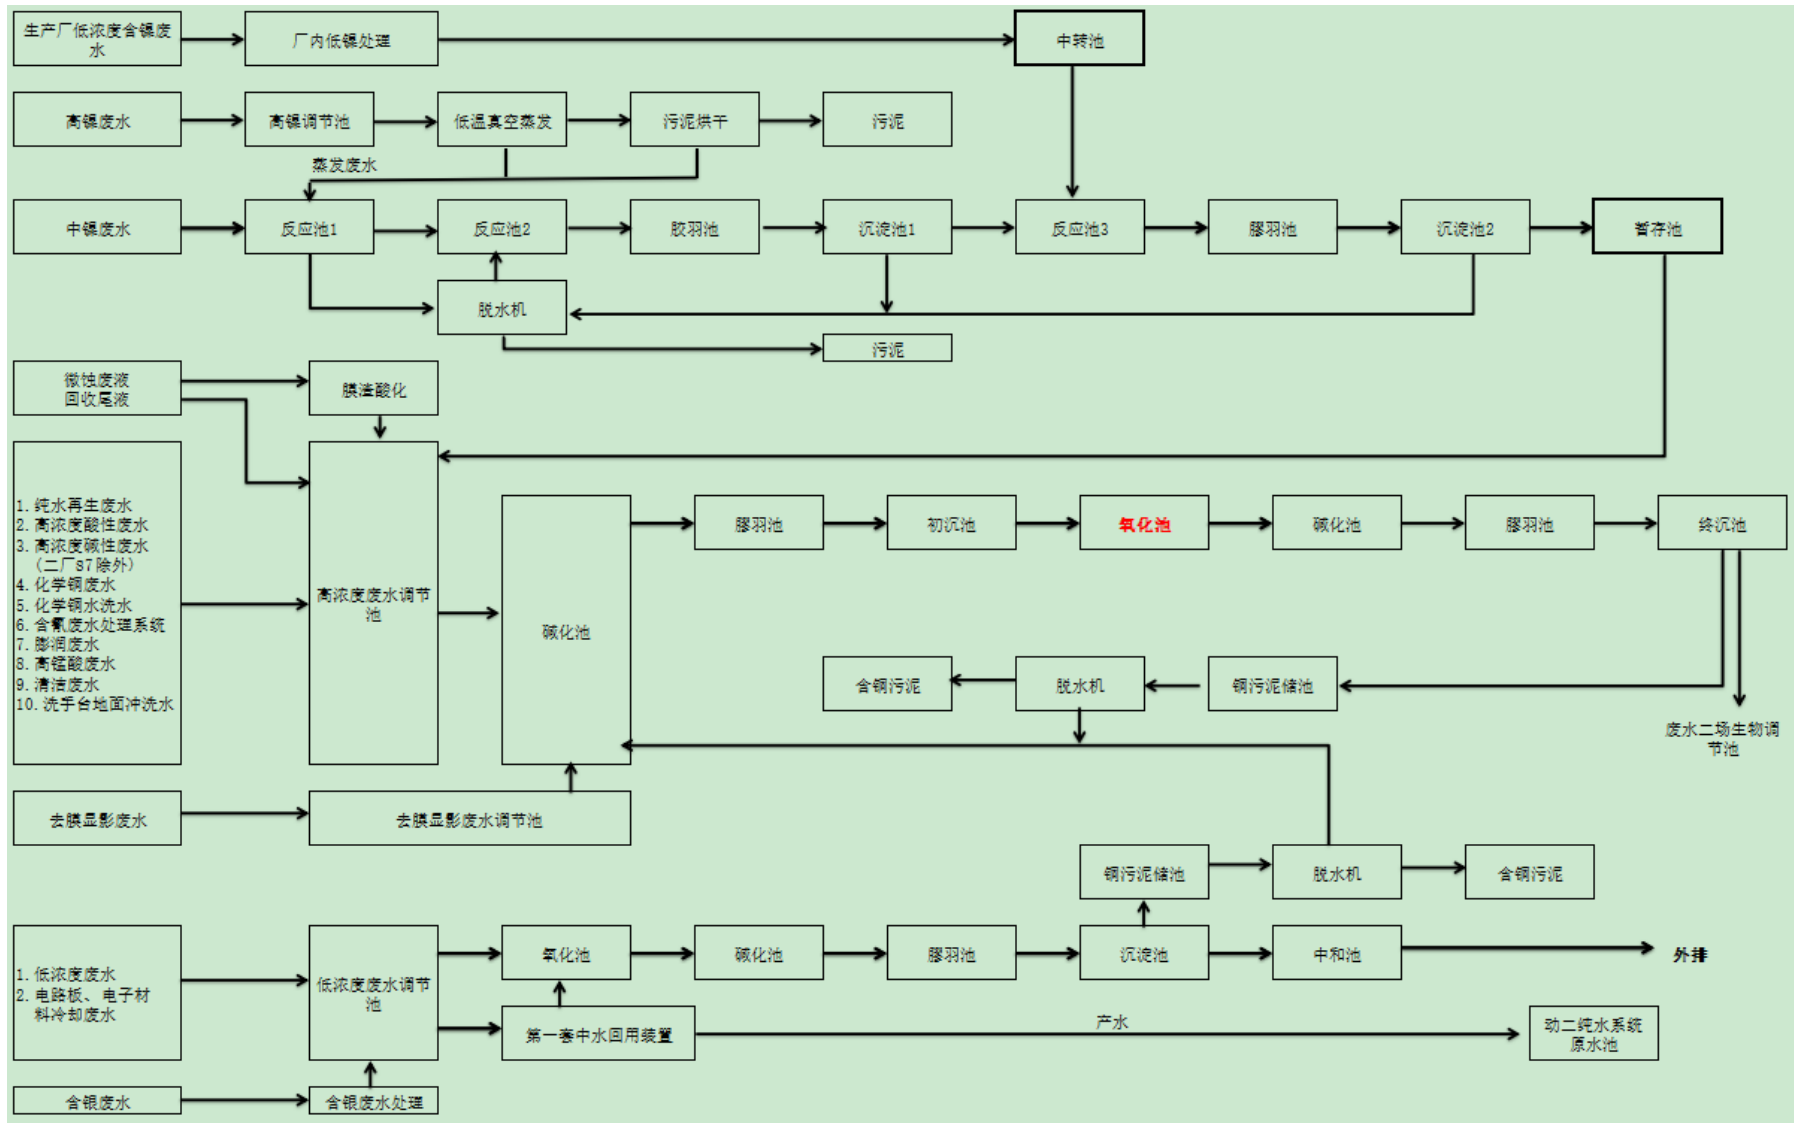 生产厂低浓度含镍废
水
厂内低镍处理
中转池
高镍废水
高镍调节池
低温真空蒸发
污泥烘干
污泥
蒸发废水
中镍废水
反应池1
反应池2
胶羽池
沉淀池1
反应池3
膠羽池
沉淀池2
暂存池
脱水机
污泥
微蚀废液
回收尾液
膜渣酸化
1.纯水再生废水
2.高浓度酸性废水
3.高浓度碱性废水
(二厂S7除外)
4.化学铜废水
5.化学铜水洗水
6.含氰废水处理系统
7.膨润废水
8.高锰酸废水
9.清洁废水
10.洗手台地面冲洗水
高浓度废水调节
池
碱化池
膠羽池
初沉池
氧化池
碱化池
膠羽池
终沉池
含铜污泥
脱水机
铜污泥储池
废水二场生物调
节池
去膜显影废水
去膜显影废水调节池
铜污泥储池
脱水机
含铜污泥
1.低浓度废水
2.电路板、电子材
料冷却废水
低浓度废水调节
池
氧化池
碱化池
膠羽池
沉淀池
中和池
外排
第一套中水回用装置
产水
动二纯水系统
原水池
含银废水
含银废水处理